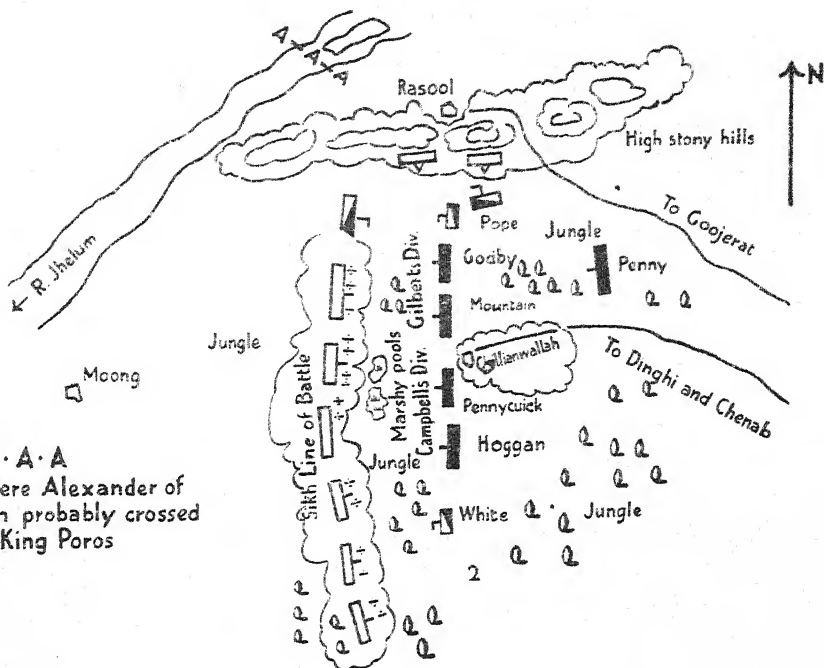 A-A-A
N
Rasool
High stony hills
To Goojerat
Pope
Jungle
Godby
Penny
Gilberts Div.
Mountain
← R. Jhelum
Jungle
Moong
Sikh Line of Battle
Marshy pools
Campbell's Div.
Chillianwallah
To Dinghi and Chenab
Pennycuick
Hoggan
Jungle
White
Jungle
2
·A·A
ere Alexander of
n probably crossed
King Poros